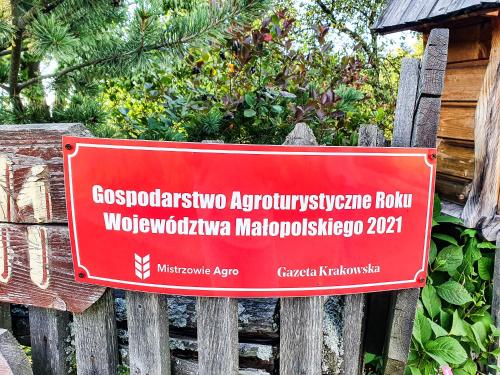 Gospodarstwo Agroturystyczne Roku
Województwa Małopolskiego 2021
Mistrzowie Agro
Gazeta Krakowska